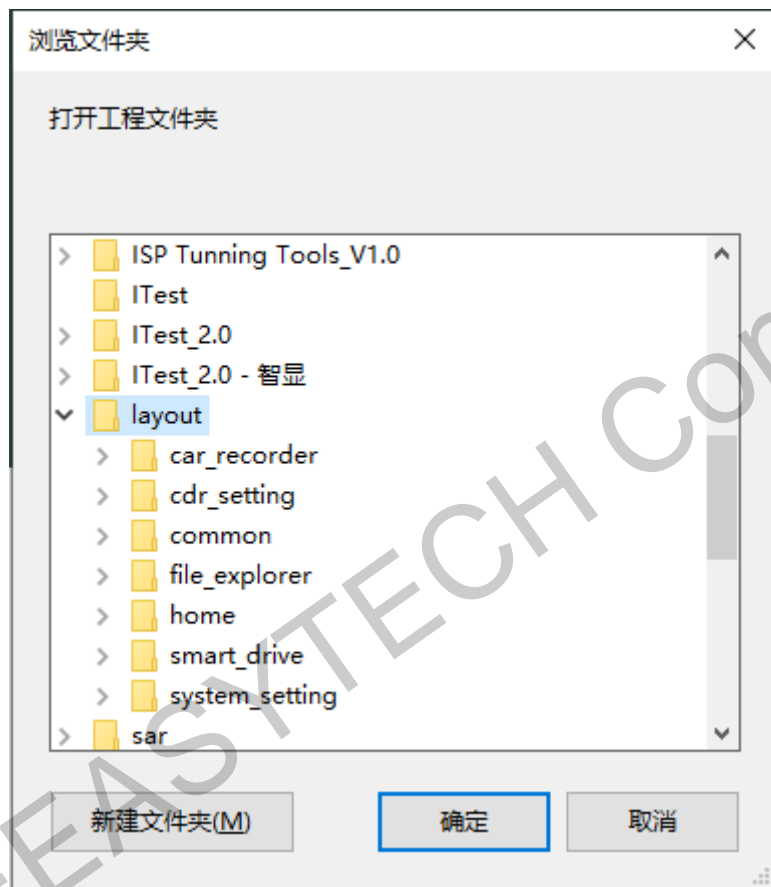 浏览文件夹
打开工程文件夹
ISP Tunning Tools_V1.0
ITest
ITest_2.0
ITest_2.0 - 智显
layout
car_recorder
cdr_setting
common
file_explorer
home
smart_drive
system_setting
sar
新建文件夹(M) 确定 取消
EASYTECH Con